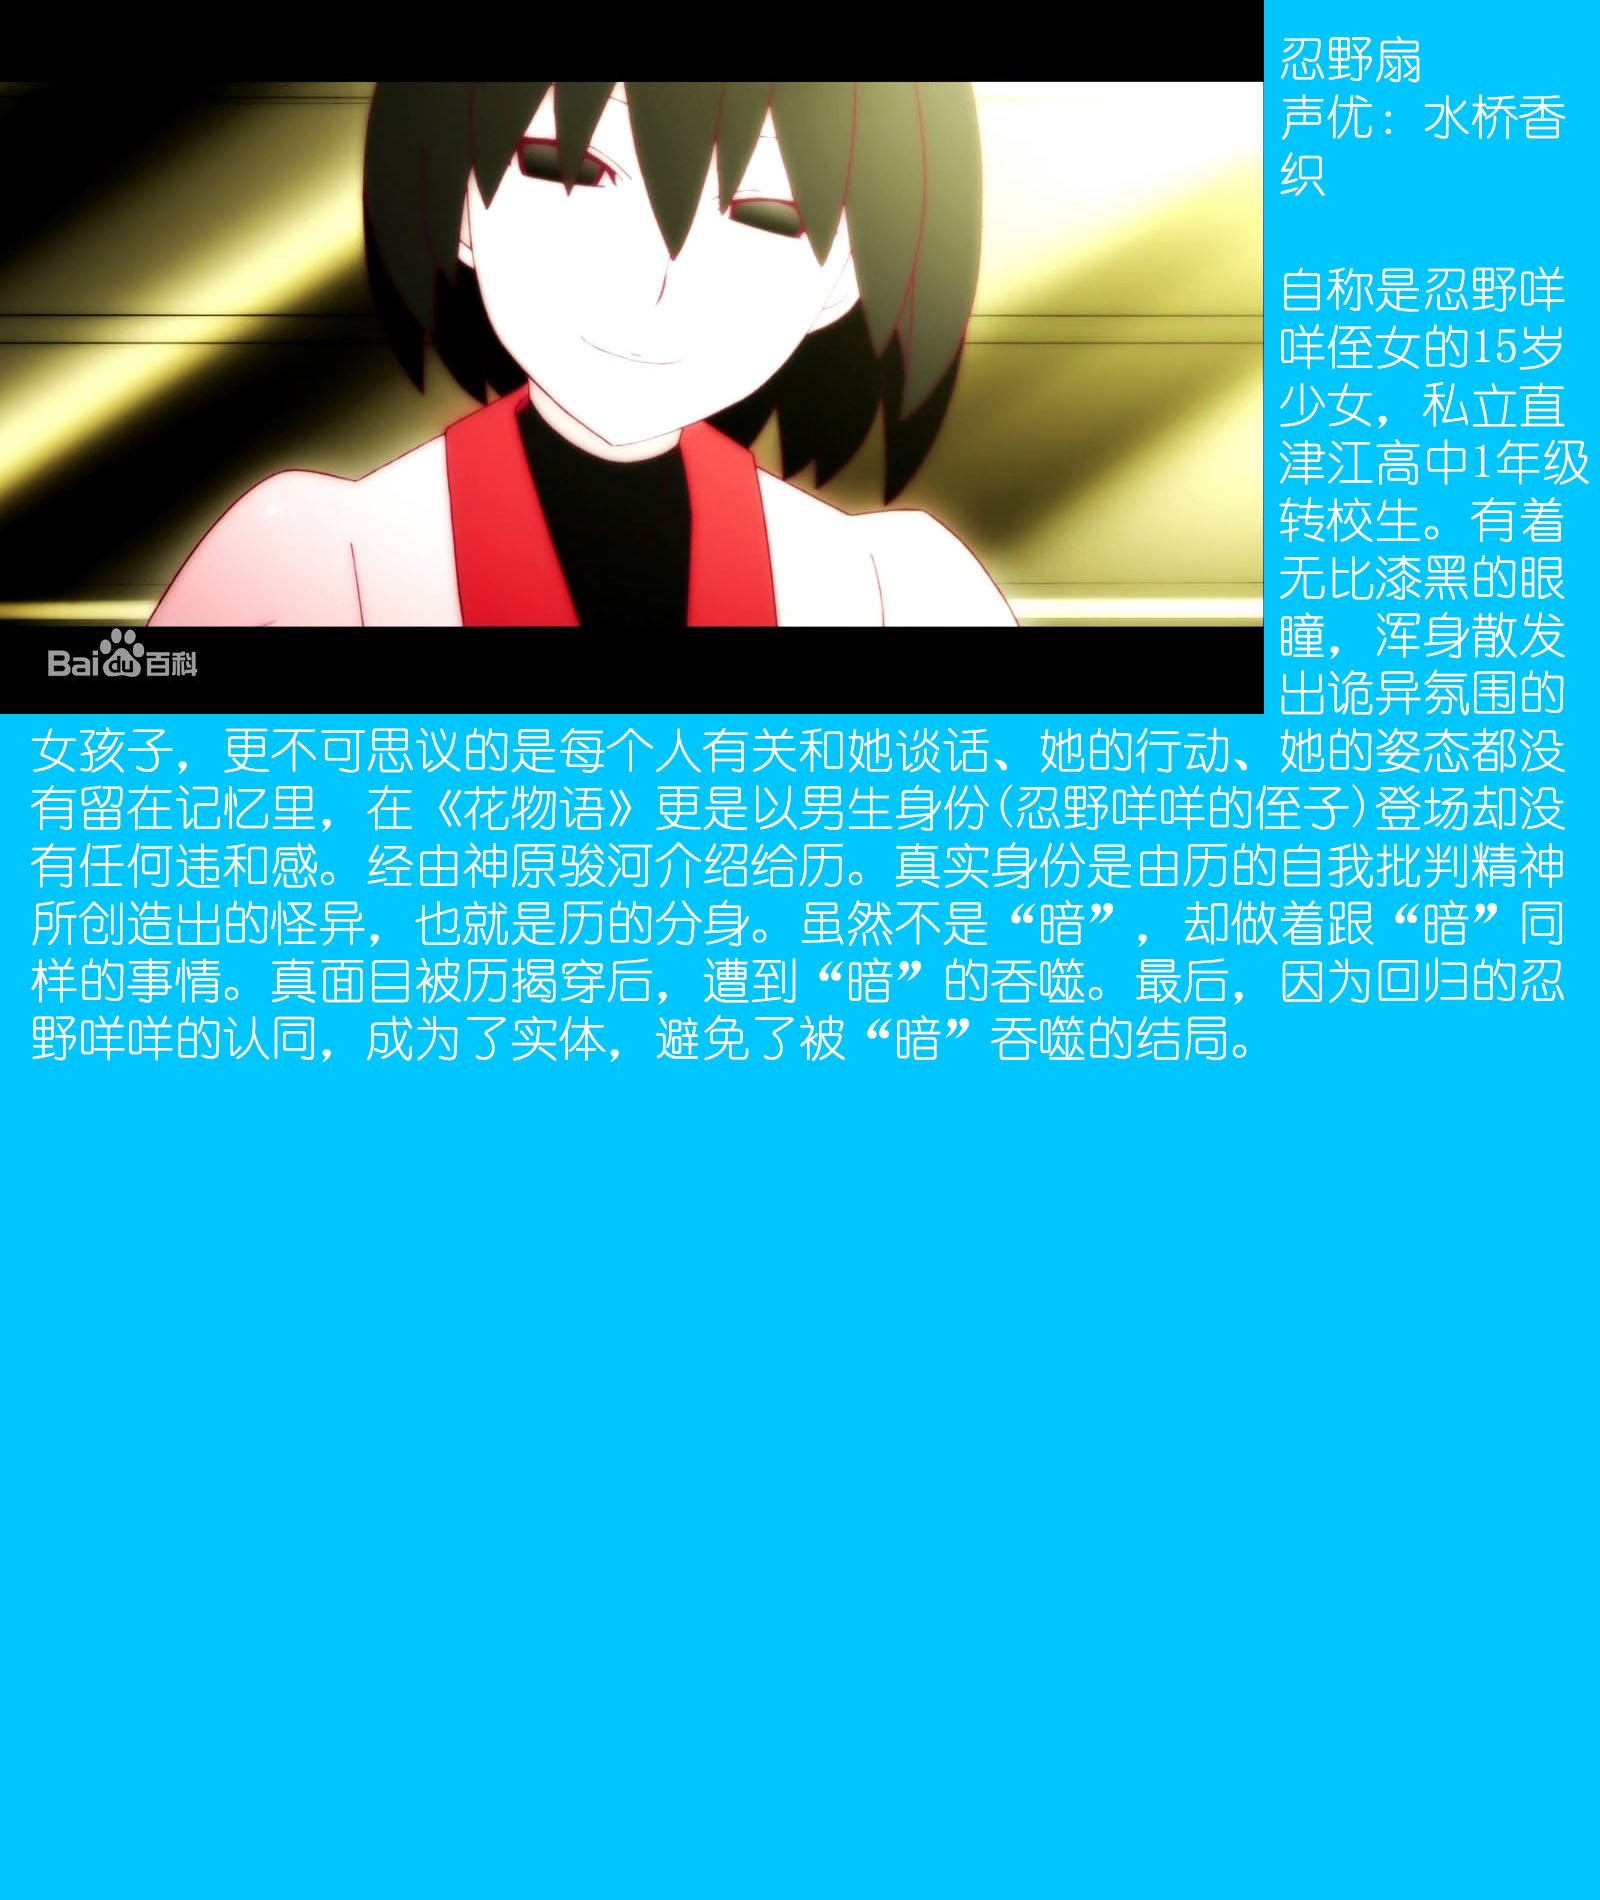 忍野扇
声优：水桥香
织
自称是忍野咩
咩侄女的15岁
少女，私立直
津江高中1年级
转校生。有着
无比漆黑的眼
瞳，浑身散发
出诡异氛围的
女孩子，更不可思议的是每个人有关和她谈话、她的行动、她的姿态都没
有留在记忆里，在《花物语》更是以男生身份(忍野咩咩的侄子)登场却没
有任何违和感。经由神原骏河介绍给历。真实身份是由历的自我批判精神
所创造出的怪异，也就是历的分身。虽然不是“暗”，却做着跟“暗”同
样的事情。真面目被历揭穿后，遭到“暗”的吞噬。最后，因为回归的忍
野咩咩的认同，成为了实体，避免了被“暗”吞噬的结局。
Baidu百科